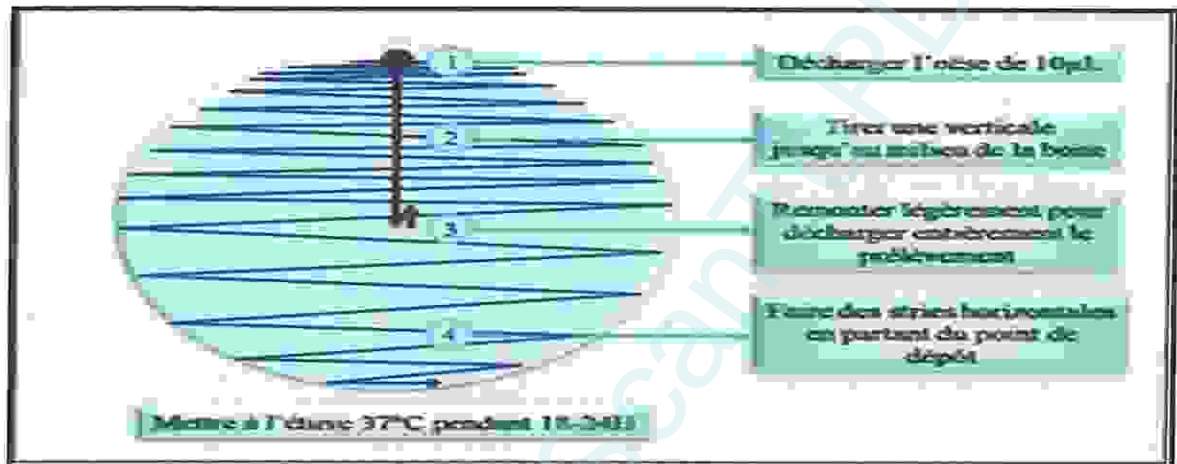 1
Décharger l'oèse de 10µL
2
Tirer une verticale
jusqu'au milieu de la boite
3
Remonter légèrement pour
décharger entièrement le
prélèvement
4
Faire des stries horizontales
en partant du point de
dépôt
Mettre à l'étuve 37°C pendant 18-24H